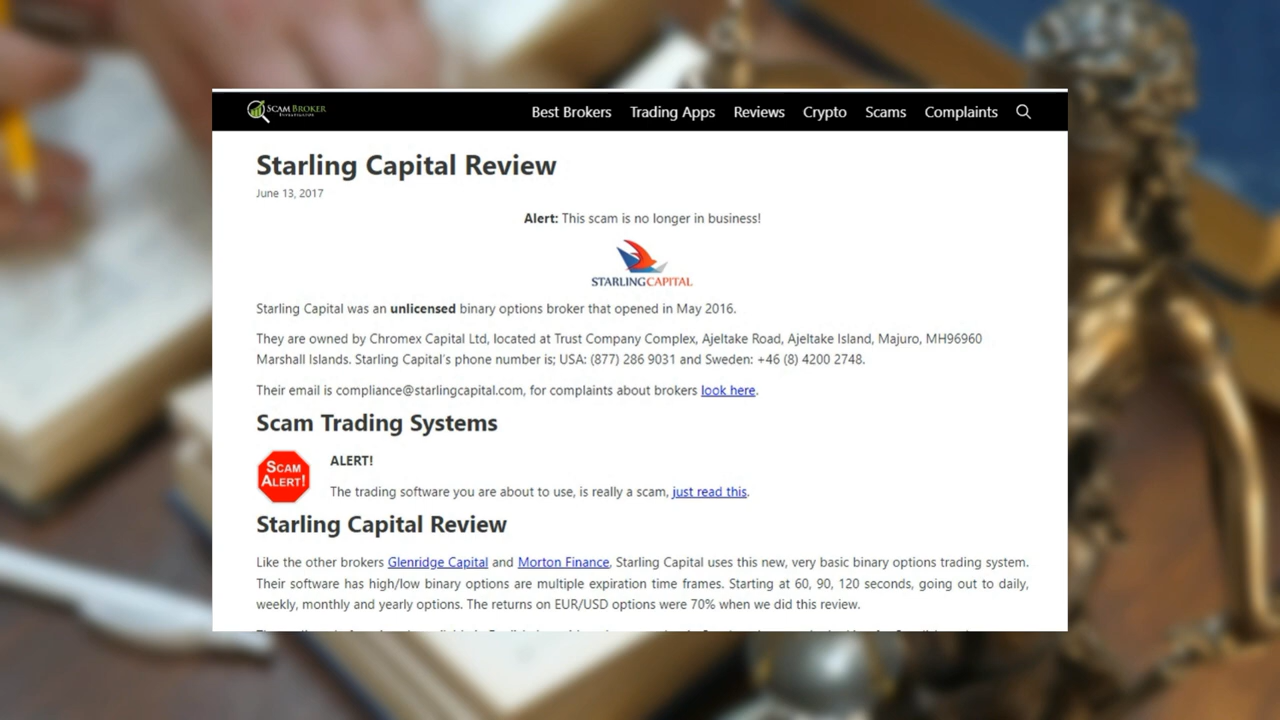 SCAM BROKER
Best Brokers Trading Apps Reviews Crypto Scams Complaints
Starling Capital Review
June 13, 2017
Alert: This scam is no longer in business!
STARLINGCAPITAL
Starling Capital was an unlicensed binary options broker that opened in May 2016.
They are owned by Chromex Capital Ltd, located at Trust Company Complex, Ajeltake Road, Ajeltake Island, Majuro, MH96960
Marshall Islands. Starling Capital's phone number is; USA: (877) 286 9031 and Sweden: +46 (8) 4200 2748.
Their email is compliance@starlingcapital.com, for complaints about brokers look here.
Scam Trading Systems
SCAM
ALERT!
ALERT!
The trading software you are about to use, is really a scam, just read this.
Starling Capital Review
Like the other brokers Glenridge Capital and Morton Finance, Starling Capital uses this new, very basic binary options trading system.
Their software has high/low binary options are multiple expiration time frames. Starting at 60, 90, 120 seconds, going out to daily,
weekly, monthly and yearly options. The returns on EUR/USD options were 70% when we did this review.